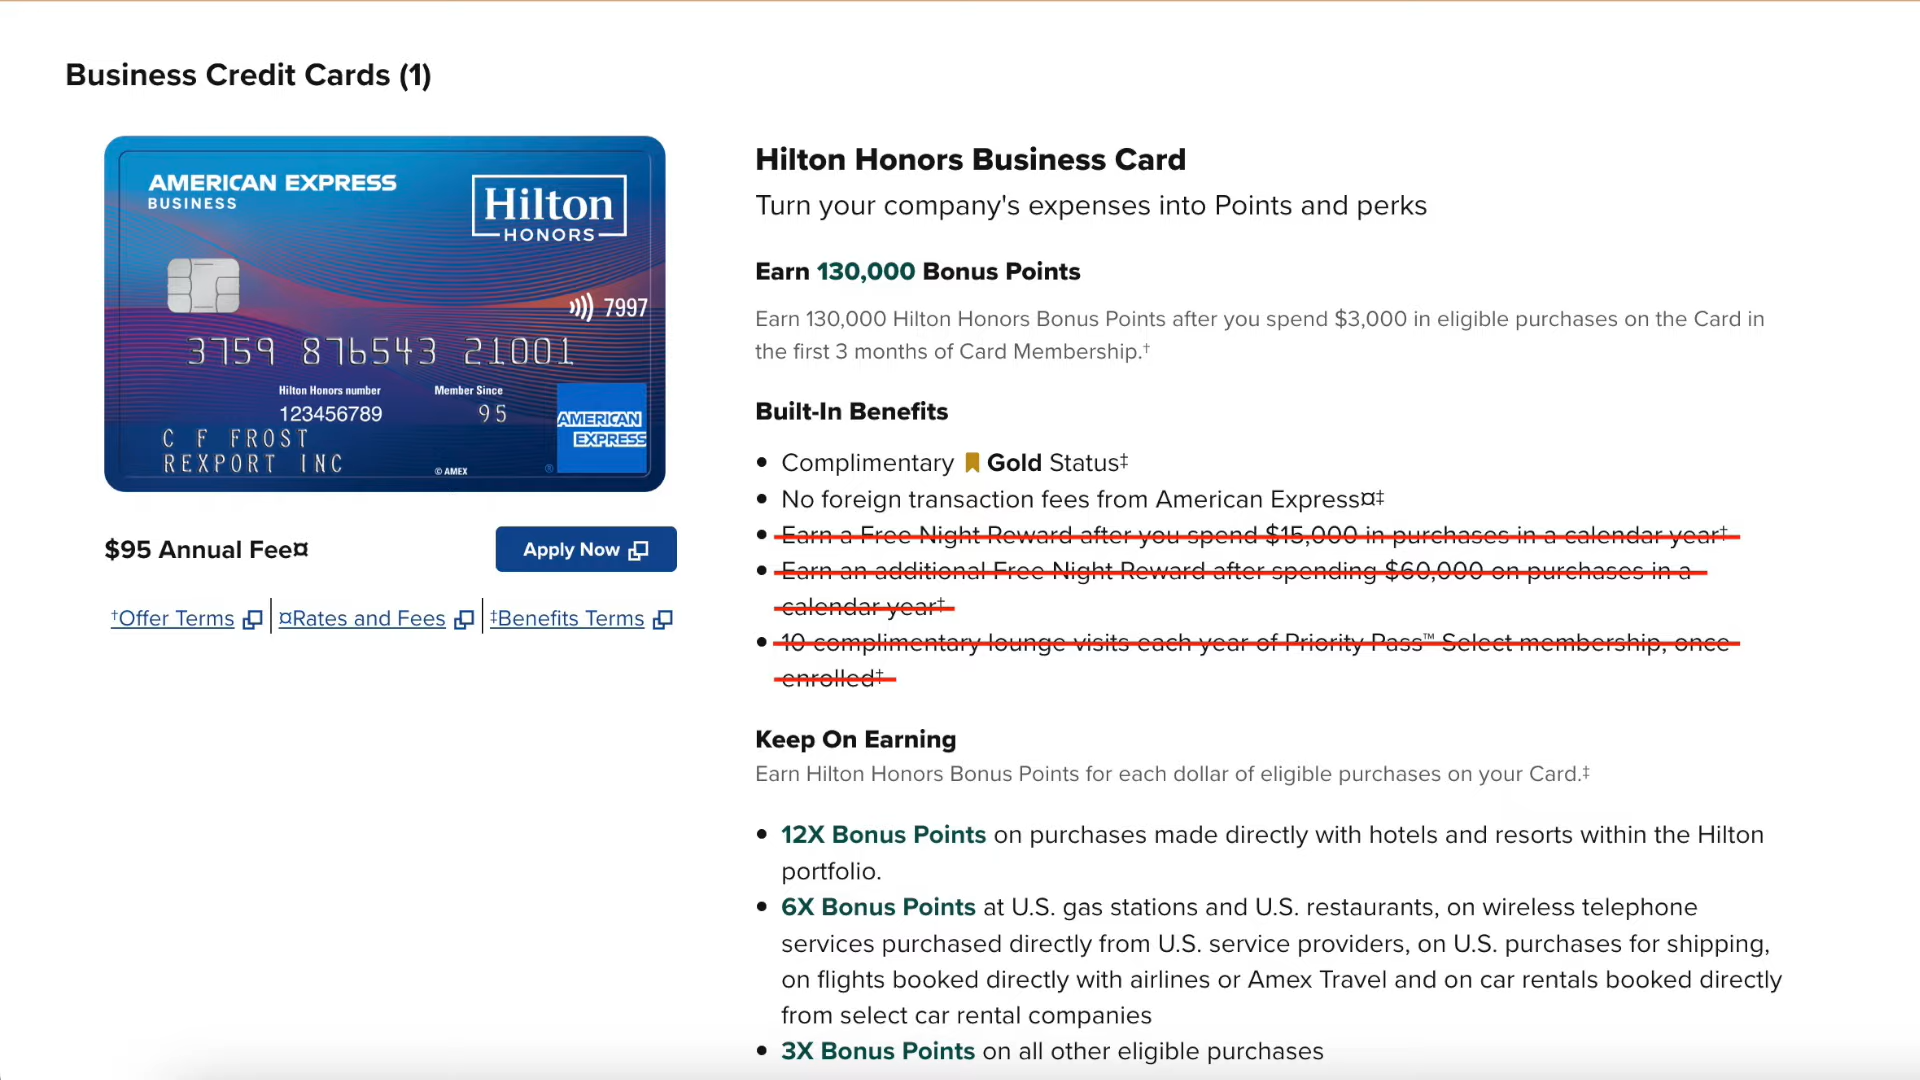 Business Credit Cards (1)
AMERICAN EXPRESS
BUSINESS
Hilton
HONORS
7997
3759 876543 21001
Hilton Honors number
Member Since
123456789
95
C F FROST
REXPORT INC
© AMEX
AMERICAN
EXPRESS
®
$95 Annual Fee¤
Apply Now
†Offer Terms
¤Rates and Fees
‡Benefits Terms
Hilton Honors Business Card
Turn your company's expenses into Points and perks
Earn 130,000 Bonus Points
Earn 130,000 Hilton Honors Bonus Points after you spend $3,000 in eligible purchases on the Card in
the first 3 months of Card Membership.†
Built-In Benefits
• Complimentary Gold Status‡
• No foreign transaction fees from American Express¤‡
• Earn a Free Night Reward after you spend $15,000 in purchases in a calendar year‡
• Earn an additional Free Night Reward after spending $60,000 on purchases in a
calendar year‡
• 10 complimentary lounge visits each year of Priority Pass™ Select membership, once
enrolled‡
Keep On Earning
Earn Hilton Honors Bonus Points for each dollar of eligible purchases on your Card.‡
• 12X Bonus Points on purchases made directly with hotels and resorts within the Hilton
portfolio.
• 6X Bonus Points at U.S. gas stations and U.S. restaurants, on wireless telephone
services purchased directly from U.S. service providers, on U.S. purchases for shipping,
on flights booked directly with airlines or Amex Travel and on car rentals booked directly
from select car rental companies
• 3X Bonus Points on all other eligible purchases